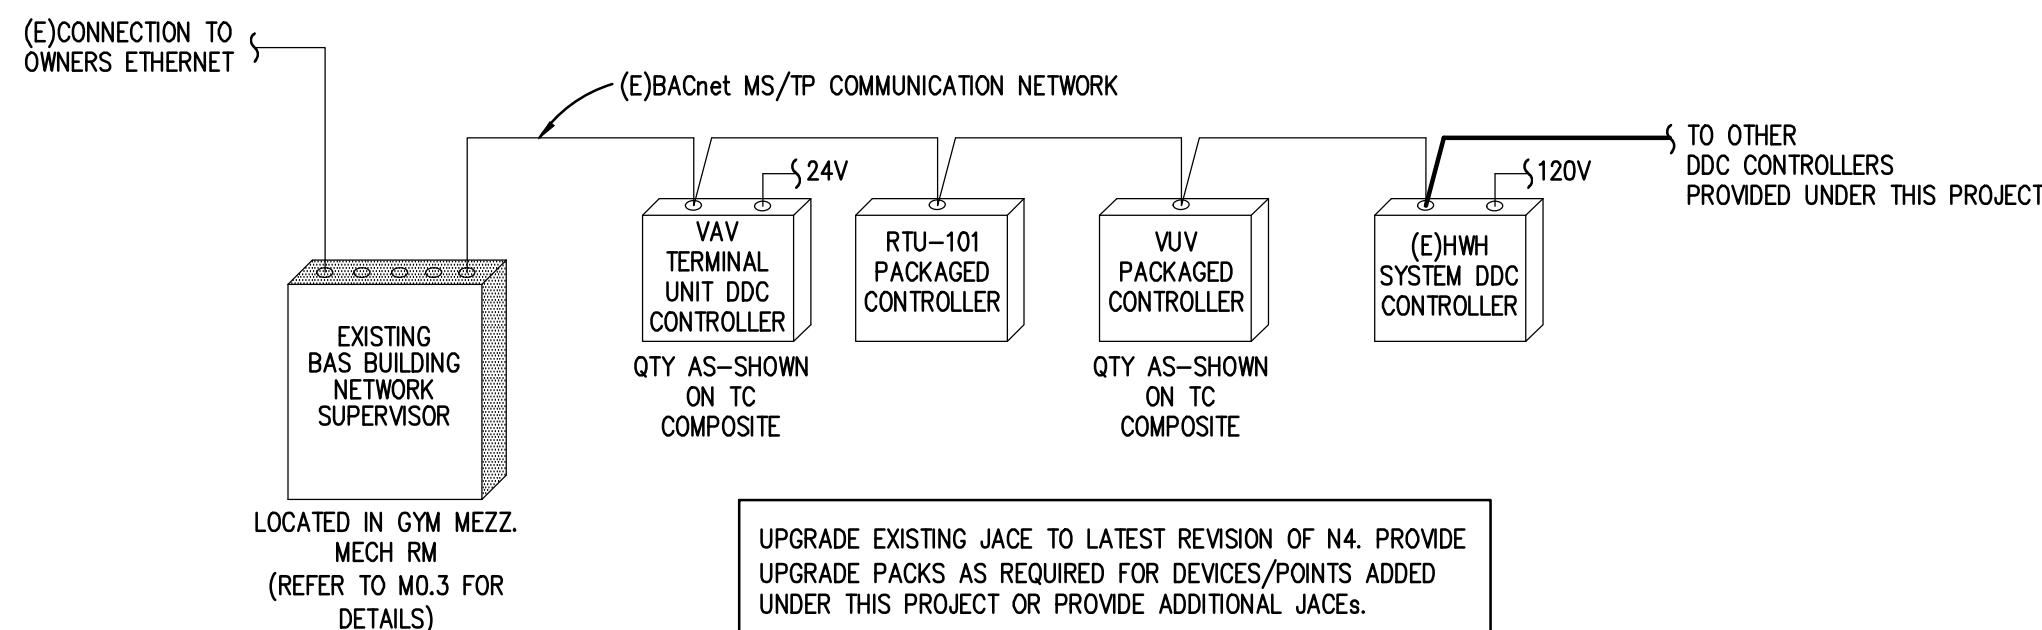 (E)CONNECTION TO
OWNERS ETHERNET
(E)BACnet MS/TP COMMUNICATION NETWORK
TO OTHER
DDC CONTROLLERS
PROVIDED UNDER THIS PROJECT
24V
120V
VAV
TERMINAL
UNIT DDC
CONTROLLER
RTU-101
PACKAGED
CONTROLLER
VUV
PACKAGED
CONTROLLER
(E)HWH
SYSTEM DDC
CONTROLLER
EXISTING
BAS BUILDING
NETWORK
SUPERVISOR
QTY AS-SHOWN
ON TC
COMPOSITE
QTY AS-SHOWN
ON TC
COMPOSITE
LOCATED IN GYM MEZZ.
MECH RM
(REFER TO M0.3 FOR
DETAILS)
UPGRADE EXISTING JACE TO LATEST REVISION OF N4. PROVIDE
UPGRADE PACKS AS REQUIRED FOR DEVICES/POINTS ADDED
UNDER THIS PROJECT OR PROVIDE ADDITIONAL JACEs.